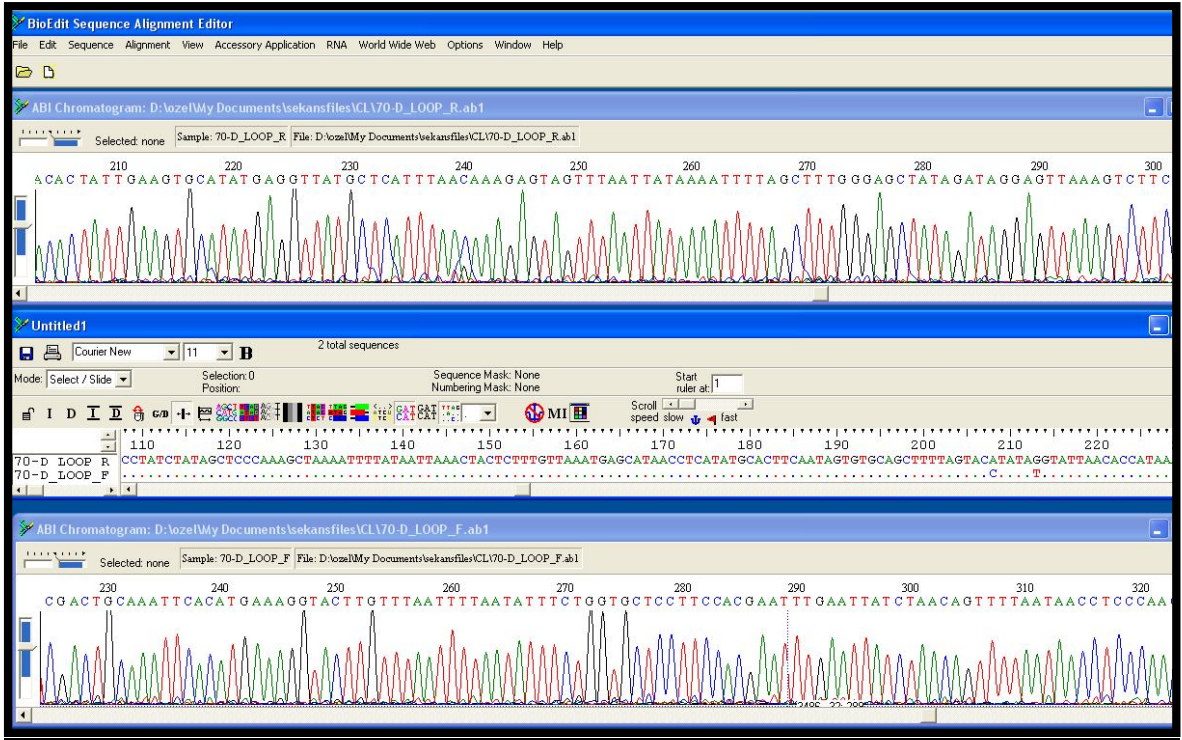 BioEdit Sequence Alignment Editor
File Edit Sequence Alignment View Accessory Application RNA World Wide Web Options Window Help
ABI Chromatogram: D:\ozel\My Documents\sekansfiles\CL\70-D_LOOP_R.ab1
Selected: none Sample: 70-D_LOOP_R File: D:\ozel\My Documents\sekansfiles\CL\70-D_LOOP_R.ab1
210 220 230 240 250 260 270 280 290 300
ACACTATTGAAGTGCATATGAGGTTATGCTCATTTAACAAAGAGTAGTTTAATTATAAAATTTTAGCTTTGGGAGCTATAGATAGGAGTTAAAGTCTTC
Untitled1
Courier New 11 B 2 total sequences
Mode: Select / Slide Selection: 0 Position: Sequence Mask: None Numbering Mask: None Start ruler at: 1
I D I D G/D MI Scroll speed slow fast
110 120 130 140 150 160 170 180 190 200 210 220
70-D LOOP R CCTATCTATAGCTCCCAAAGCTAAAATTTTATAATTAAACTACTCTTTGTTAAATGAGCATAACCTCATATGCACTTCAATAGTGTGCAGCTTTTAGTACATATAGGTATTAACACCATAA
70-D_LOOP_F C T
ABI Chromatogram: D:\ozel\My Documents\sekansfiles\CL\70-D_LOOP_F.ab1
Selected: none Sample: 70-D_LOOP_F File: D:\ozel\My Documents\sekansfiles\CL\70-D_LOOP_F.ab1
230 240 250 260 270 280 290 300 310 320
CGACTGCAAATTCACATGAAAGGTACTTGTTTAATTTTAATATTTCTGGTGCTCCTTCCACGAATTTGAATTATCTAACAGTTTTAATAACCTCCCAA